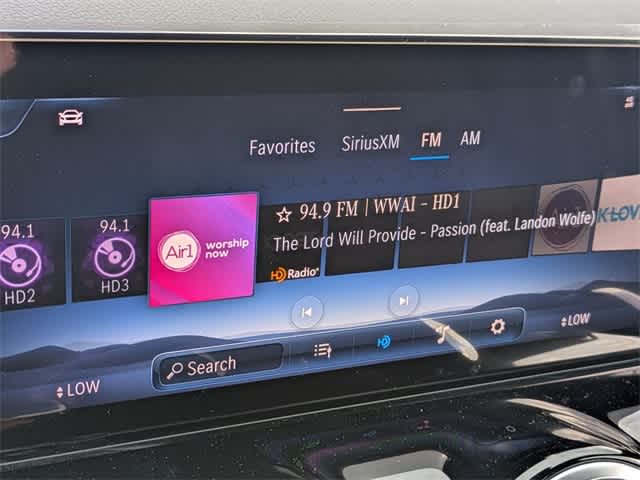 Favorites SiriusXM FM AM
94.1
HD2
94.1
HD3
Air1 worship now
☆ 94.9 FM | WWAI - HD1
The Lord Will Provide - Passion (feat. Landon Wolfe)
HD Radio®
K-LOV
Search
LOW
LOW